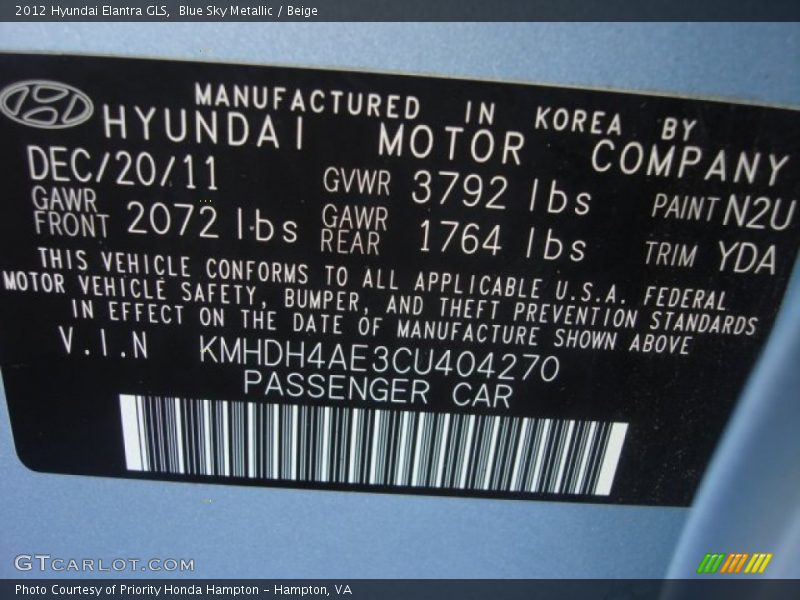 2012 Hyundai Elantra GLS, Blue Sky Metallic / Beige
MANUFACTURED IN KOREA BY
HYUNDAI MOTOR COMPANY
DEC/20/11 GVWR 3792 lbs PAINT N2U
GAWR FRONT 2072 lbs GAWR REAR 1764 lbs TRIM YDA
THIS VEHICLE CONFORMS TO ALL APPLICABLE U.S.A. FEDERAL
MOTOR VEHICLE SAFETY, BUMPER, AND THEFT PREVENTION STANDARDS
IN EFFECT ON THE DATE OF MANUFACTURE SHOWN ABOVE
V.I.N KMHDH4AE3CU404270
PASSENGER CAR
GTCARLOT.COM
Photo Courtesy of Priority Honda Hampton - Hampton, VA